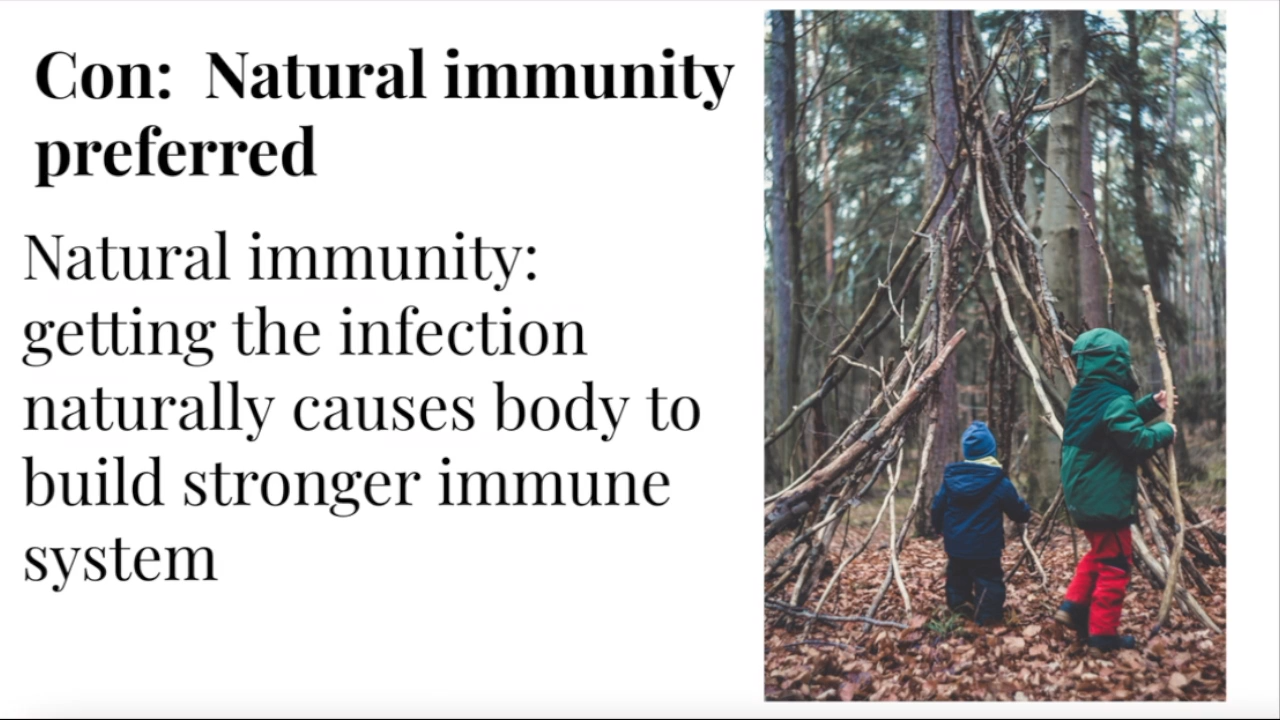 Con:  Natural immunity
preferred
Natural immunity:
getting the infection
naturally causes body to
build stronger immune
system